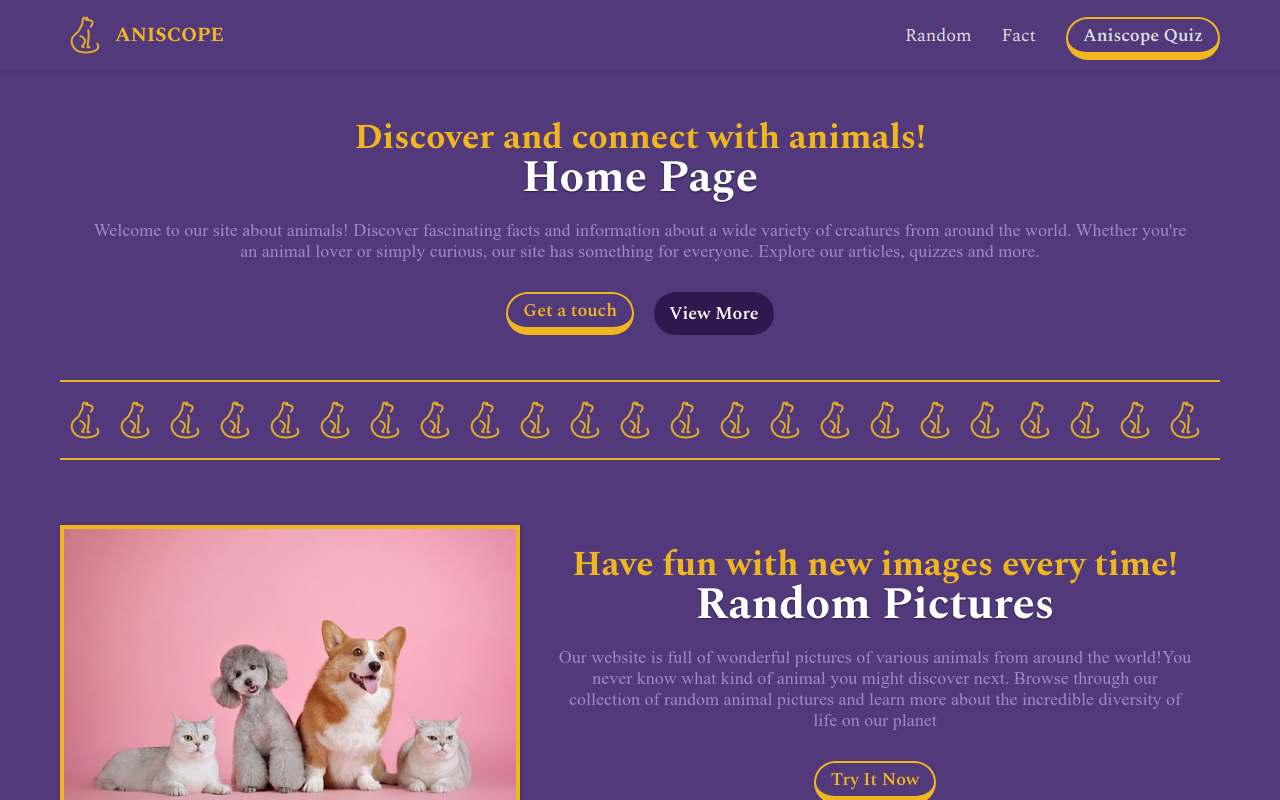 ANISCOPE
Random
Fact
Aniscope Quiz
Discover and connect with animals!
Home Page
Welcome to our site about animals! Discover fascinating facts and information about a wide variety of creatures from around the world. Whether you're
an animal lover or simply curious, our site has something for everyone. Explore our articles, quizzes and more.
Get a touch
View More
Have fun with new images every time!
Random Pictures
Our website is full of wonderful pictures of various animals from around the world!You
never know what kind of animal you might discover next. Browse through our
collection of random animal pictures and learn more about the incredible diversity of
life on our planet
Try It Now